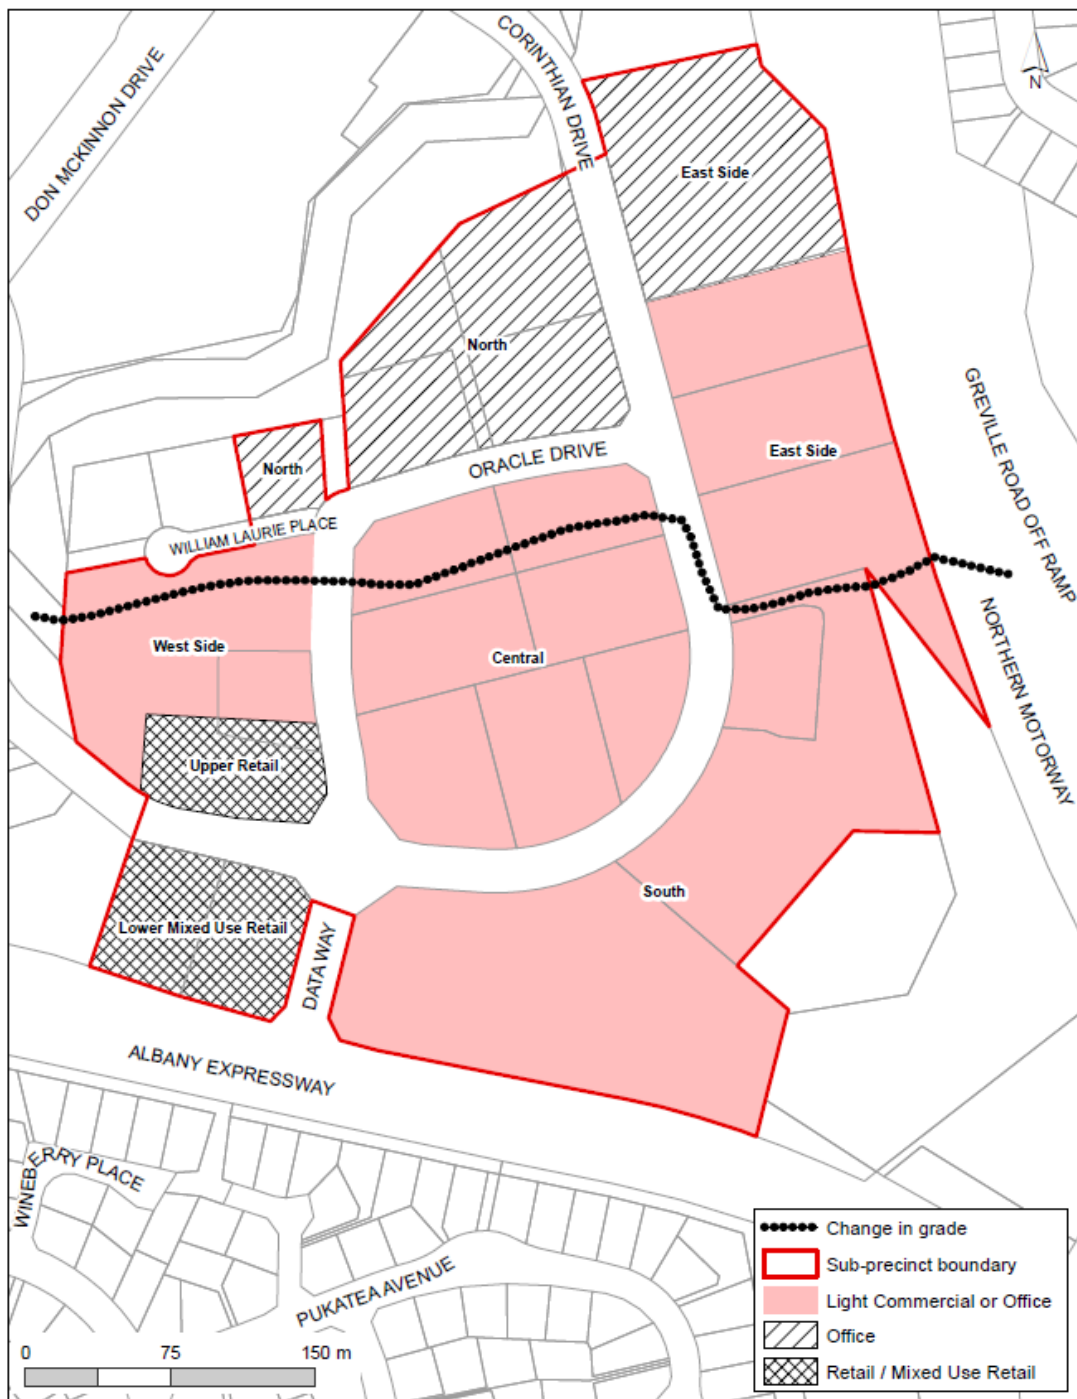 CORINTHIAN DRIVE
DON MCKINNON DRIVE
N
East Side
North
GREVILLE ROAD OFF RAMP
East Side
ORACLE DRIVE
North
WILLIAM LAURIE PLACE
NORTHERN MOTORWAY
West Side
Central
Upper Retail
South
Lower Mixed Use Retail
DATA WAY
ALBANY EXPRESSWAY
WINEBERRY PLACE
PUKATEA AVENUE
Change in grade
Sub-precinct boundary
Light Commercial or Office
Office
Retail / Mixed Use Retail
0 75 150 m